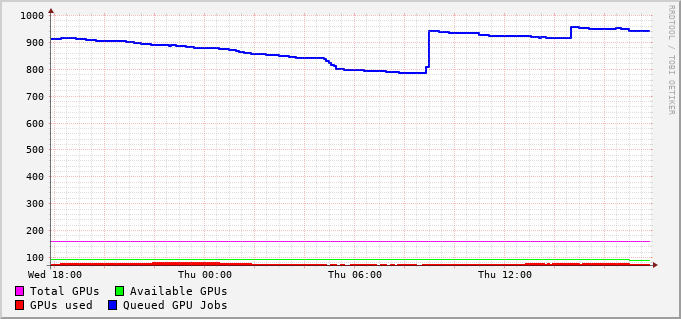 1000
900
800
700
600
500
400
300
200
100
Wed 18:00 Thu 00:00 Thu 06:00 Thu 12:00
Total GPUs Available GPUs
GPUs used Queued GPU Jobs
RRDTOOL / TOBI OETIKER